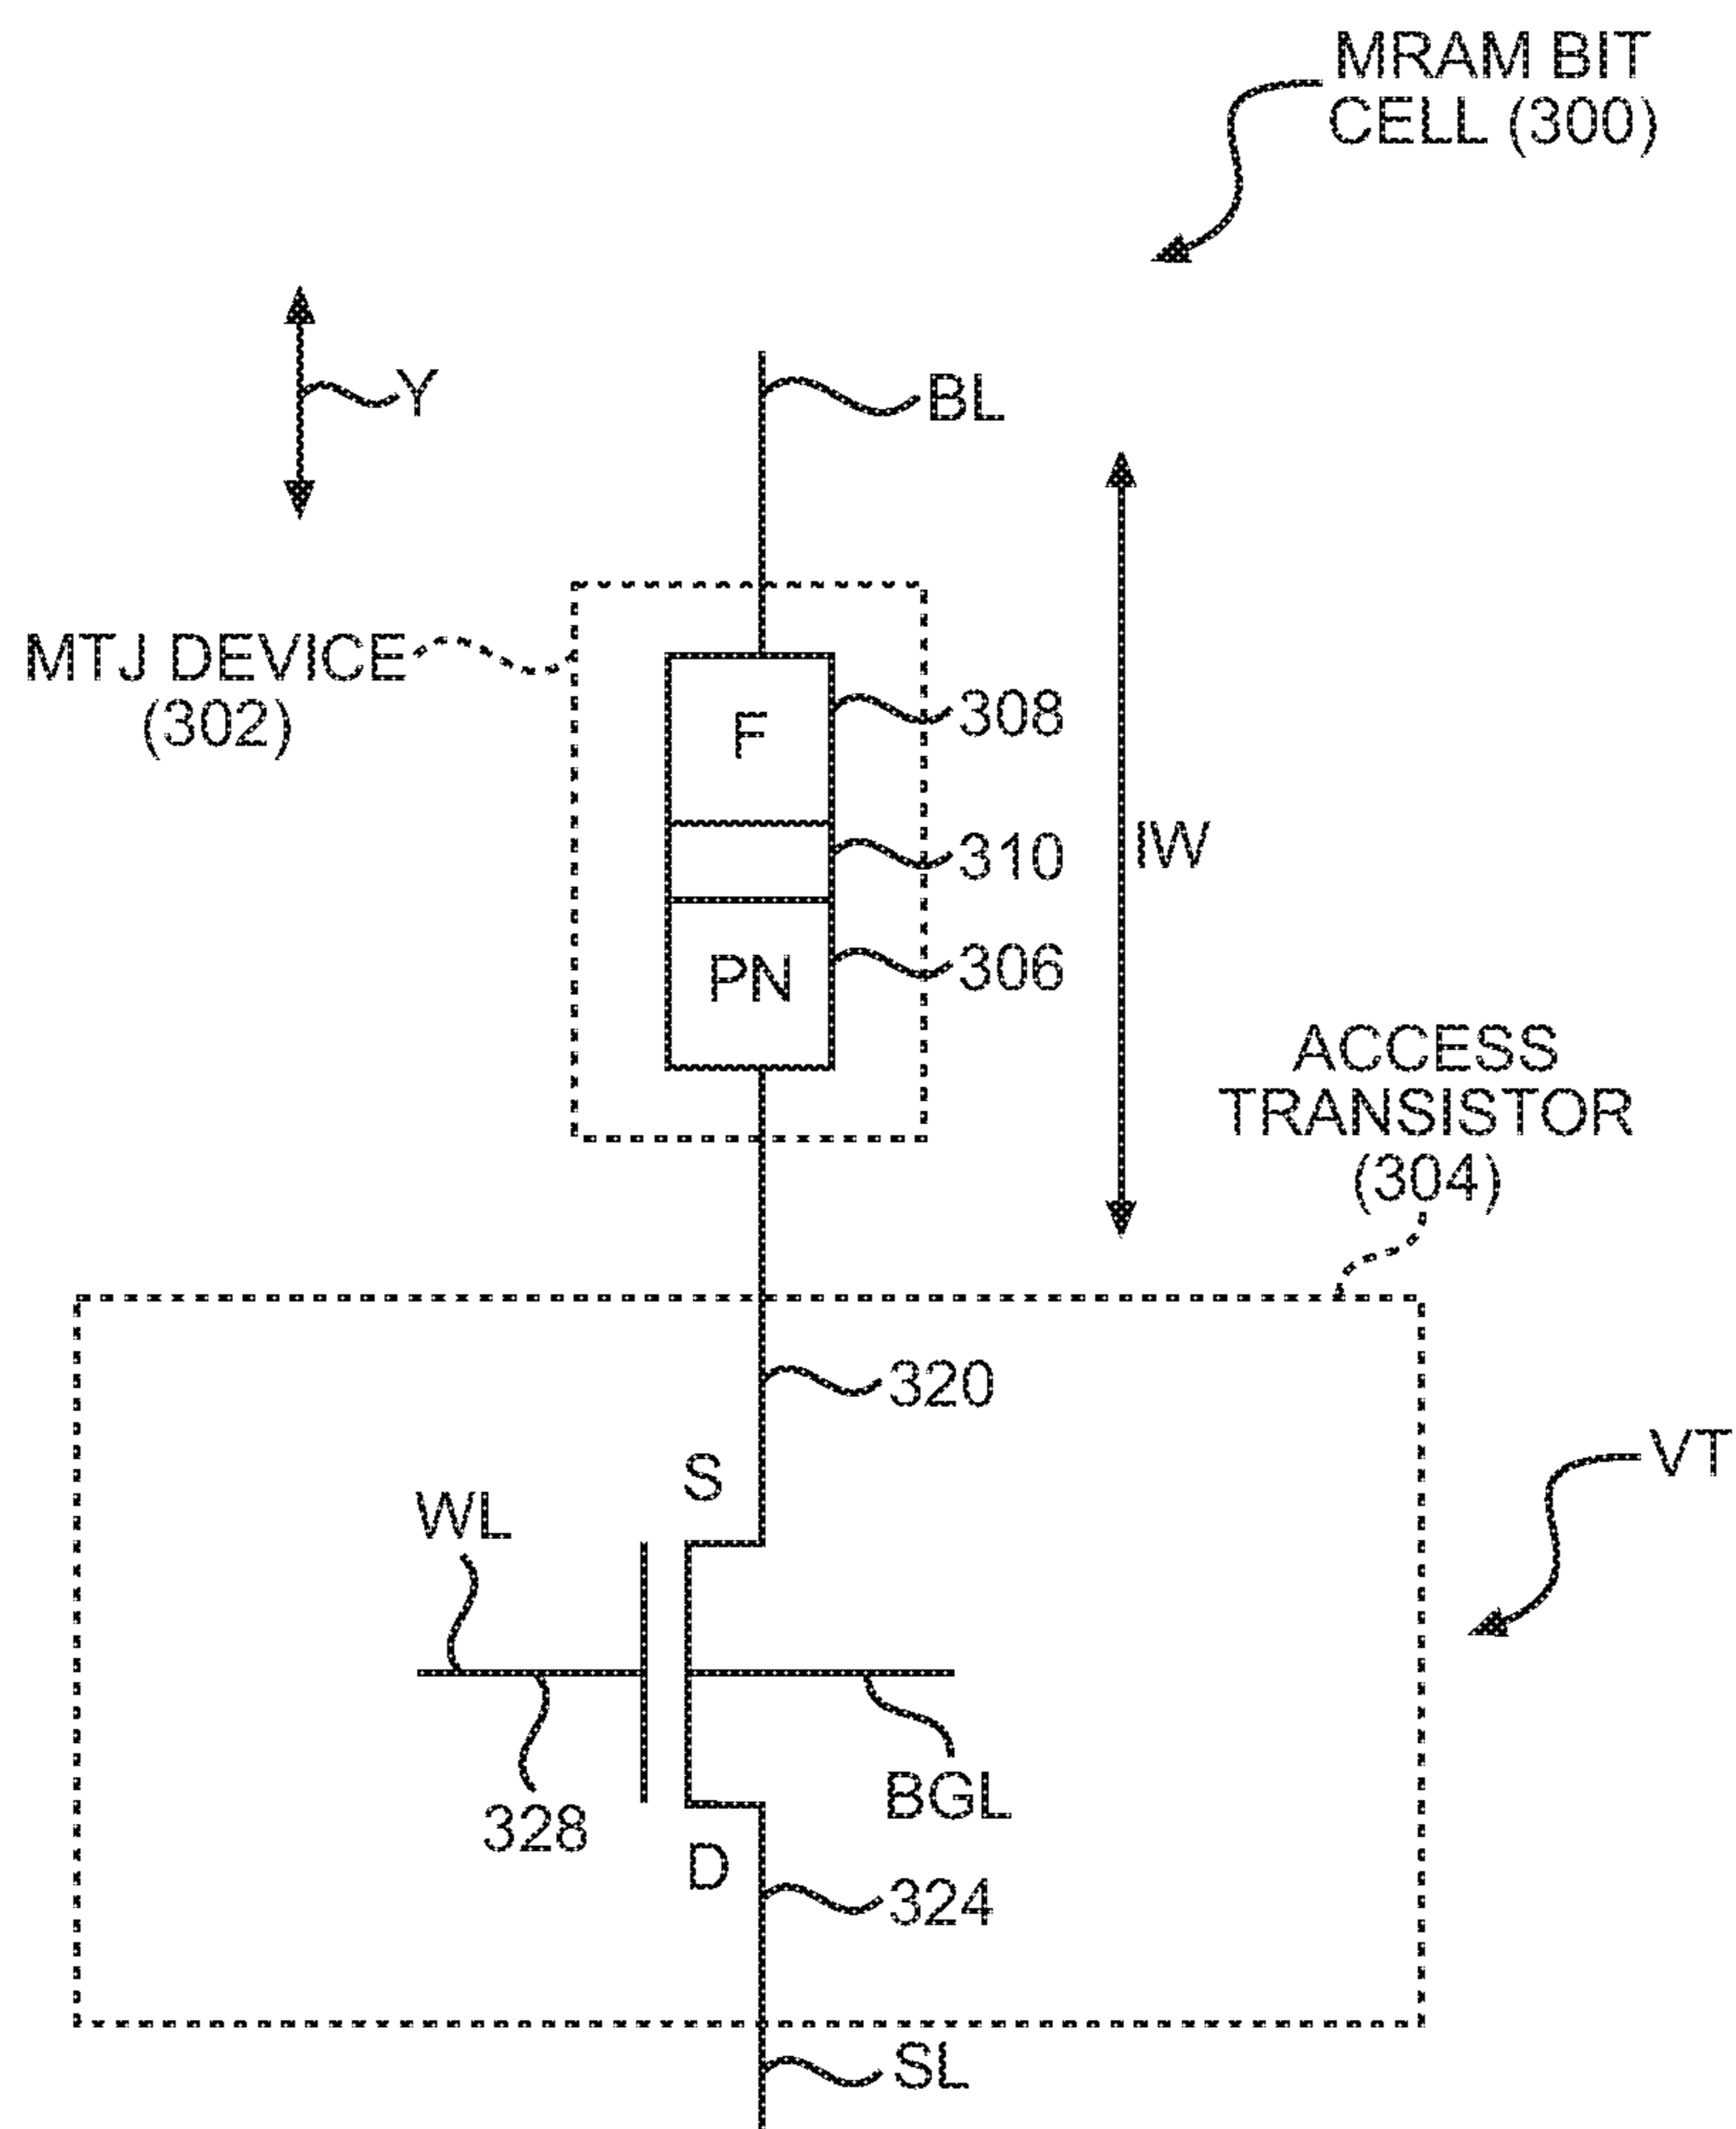 MRAM BIT
CELL (300)
Y
BL
MTJ DEVICE
(302)
F
308
310
IW
PN
306
ACCESS
TRANSISTOR
(304)
320
S
VT
WL
BGL
328
D
324
SL